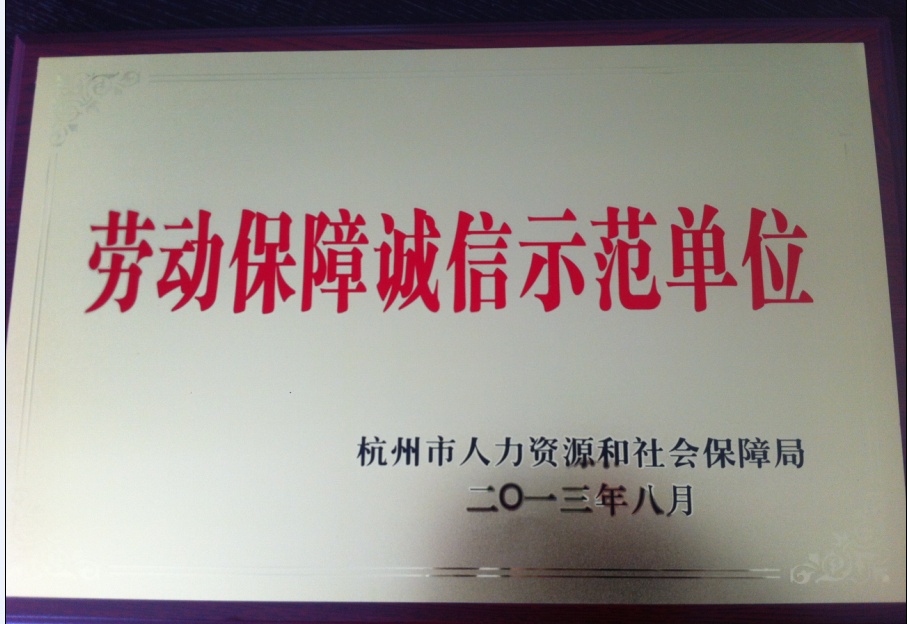 劳动保障诚信示范单位
杭州市人力资源和社会保障局
二〇一三年八月